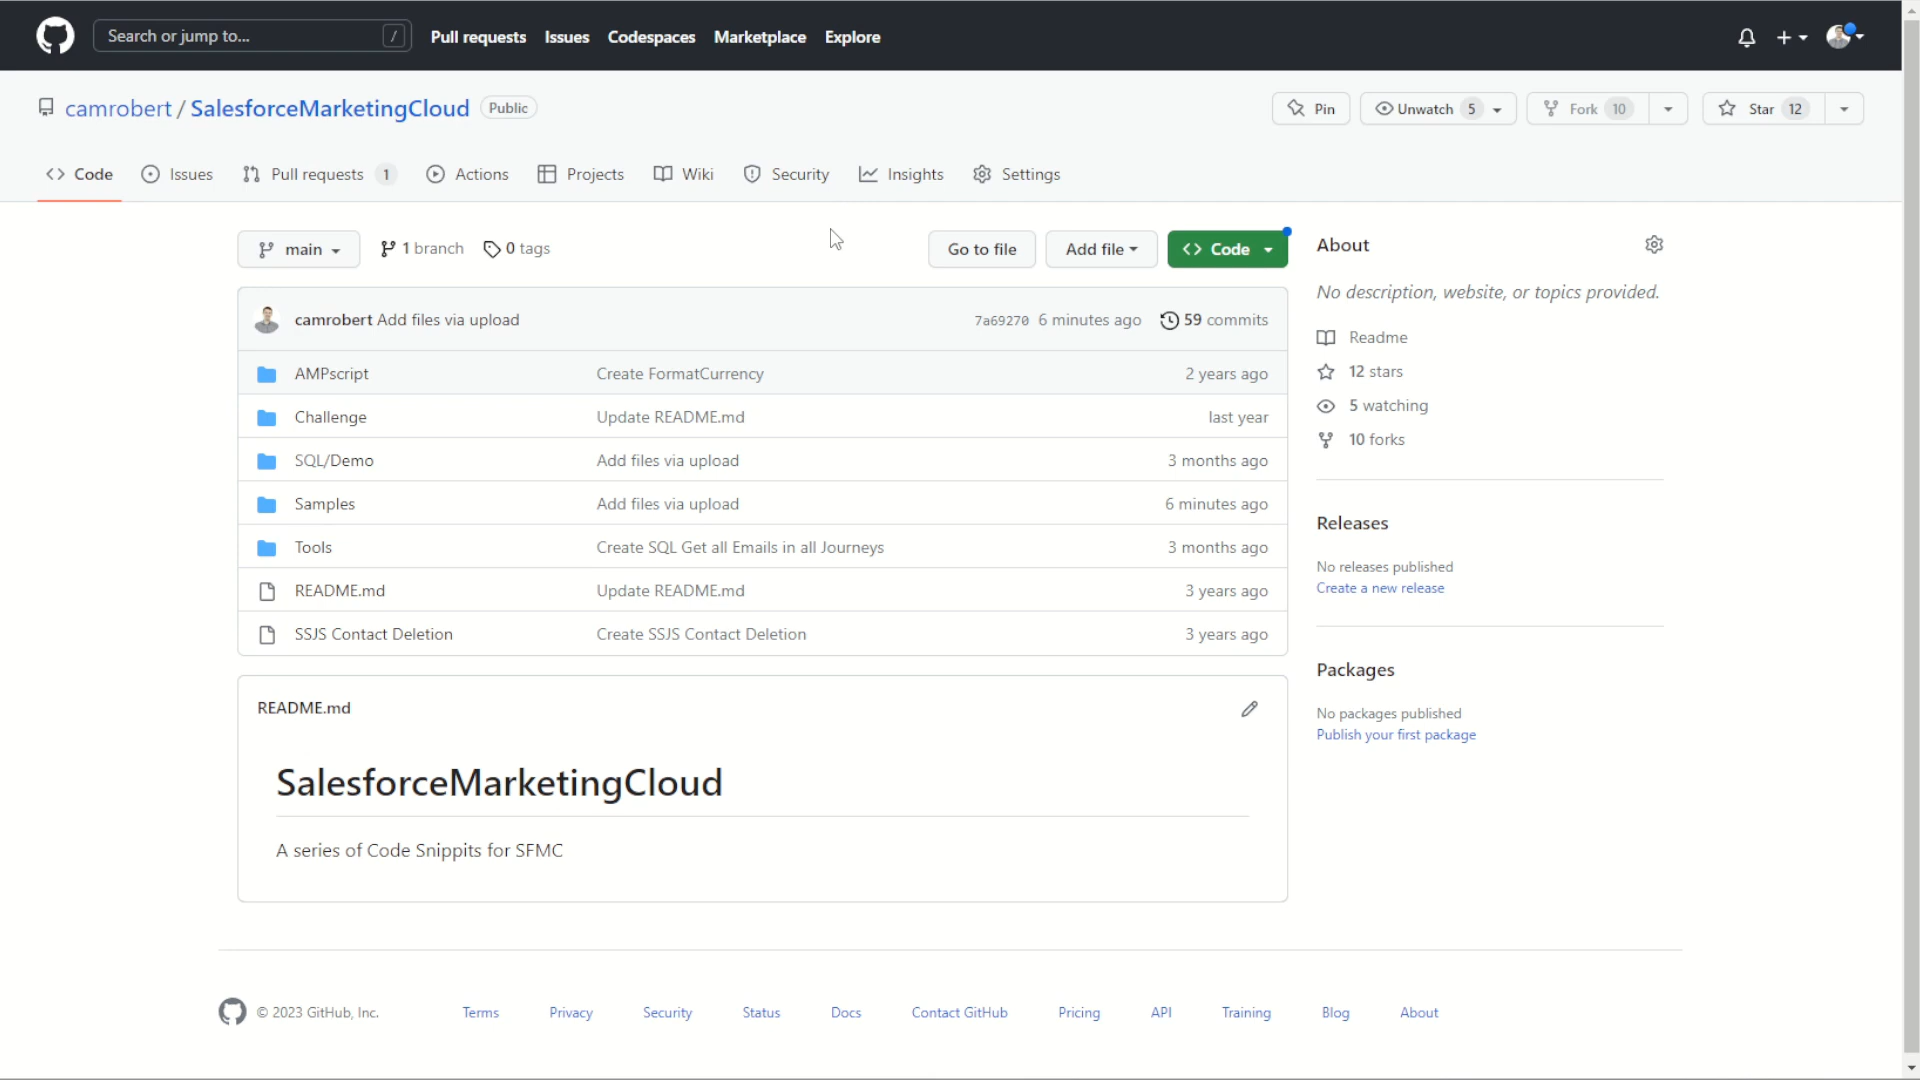 Search or jump to... / Pull requests Issues Codespaces Marketplace Explore
camrobert / SalesforceMarketingCloud Public Pin Unwatch 5 Fork 10 Star 12
Code Issues Pull requests 1 Actions Projects Wiki Security Insights Settings
main 1 branch 0 tags Go to file Add file Code
About
No description, website, or topics provided.
camrobert Add files via upload 7a69270 6 minutes ago 59 commits
Readme
AMPscript Create FormatCurrency 2 years ago
12 stars
Challenge Update README.md last year
5 watching
10 forks
SQL/Demo Add files via upload 3 months ago
Samples Add files via upload 6 minutes ago
Releases
Tools Create SQL Get all Emails in all Journeys 3 months ago
No releases published
Create a new release
README.md Update README.md 3 years ago
SSJS Contact Deletion Create SSJS Contact Deletion 3 years ago
Packages
No packages published
Publish your first package
README.md
SalesforceMarketingCloud
A series of Code Snippits for SFMC
© 2023 GitHub, Inc. Terms Privacy Security Status Docs Contact GitHub Pricing API Training Blog About